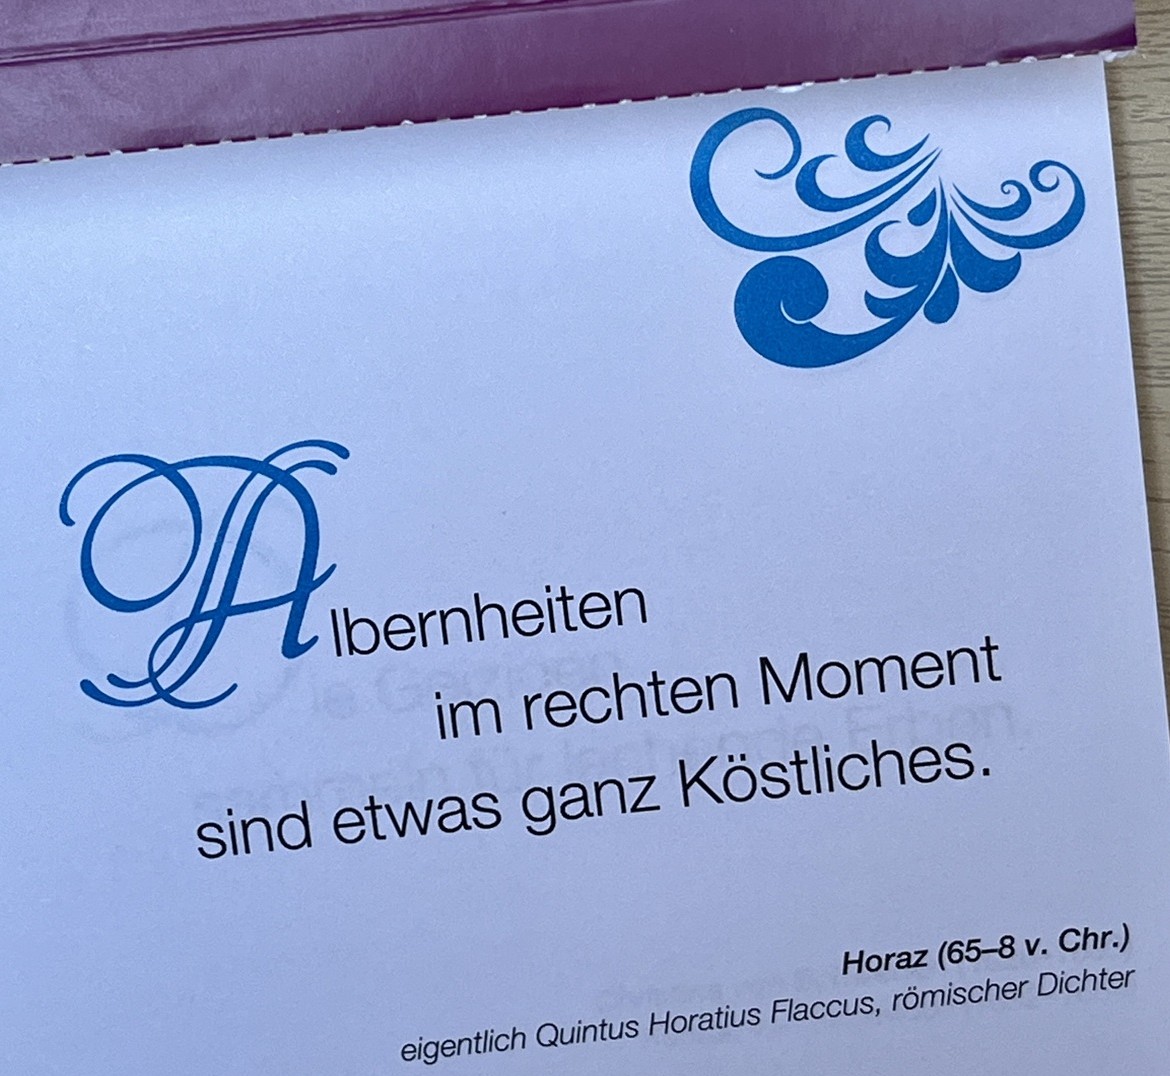 Albernheiten
im rechten Moment
sind etwas ganz Köstliches.
Horaz (65–8 v. Chr.)
eigentlich Quintus Horatius Flaccus, römischer Dichter